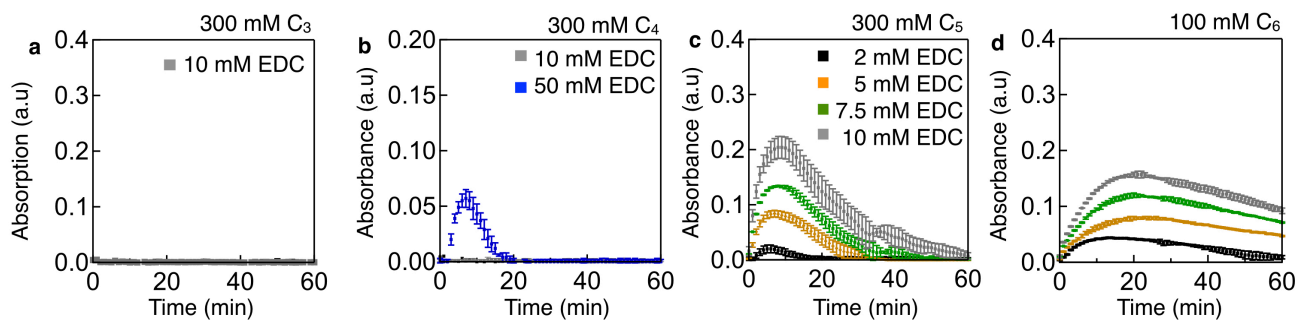 a
300 mM C₃
Absorption (a.u)
0.4
0.3
0.2
0.1
0.0
10 mM EDC
0
20
40
60
Time (min)
b
300 mM C₄
Absorbance (a.u)
0.20
0.15
0.10
0.05
0.00
10 mM EDC
50 mM EDC
0
20
40
60
Time (min)
c
300 mM C₅
Absorbance (a.u)
0.4
0.3
0.2
0.1
0.0
2 mM EDC
5 mM EDC
7.5 mM EDC
10 mM EDC
0
20
40
60
Time (min)
d
100 mM C₆
Absorbance (a.u)
0.4
0.3
0.2
0.1
0.0
0
20
40
60
Time (min)